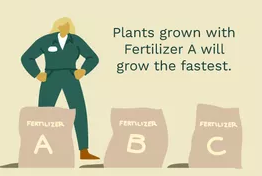 Plants grown with
Fertilizer A will
grow the fastest.
FERTILIZER
A
FERTILIZER
B
FERTILIZER
C